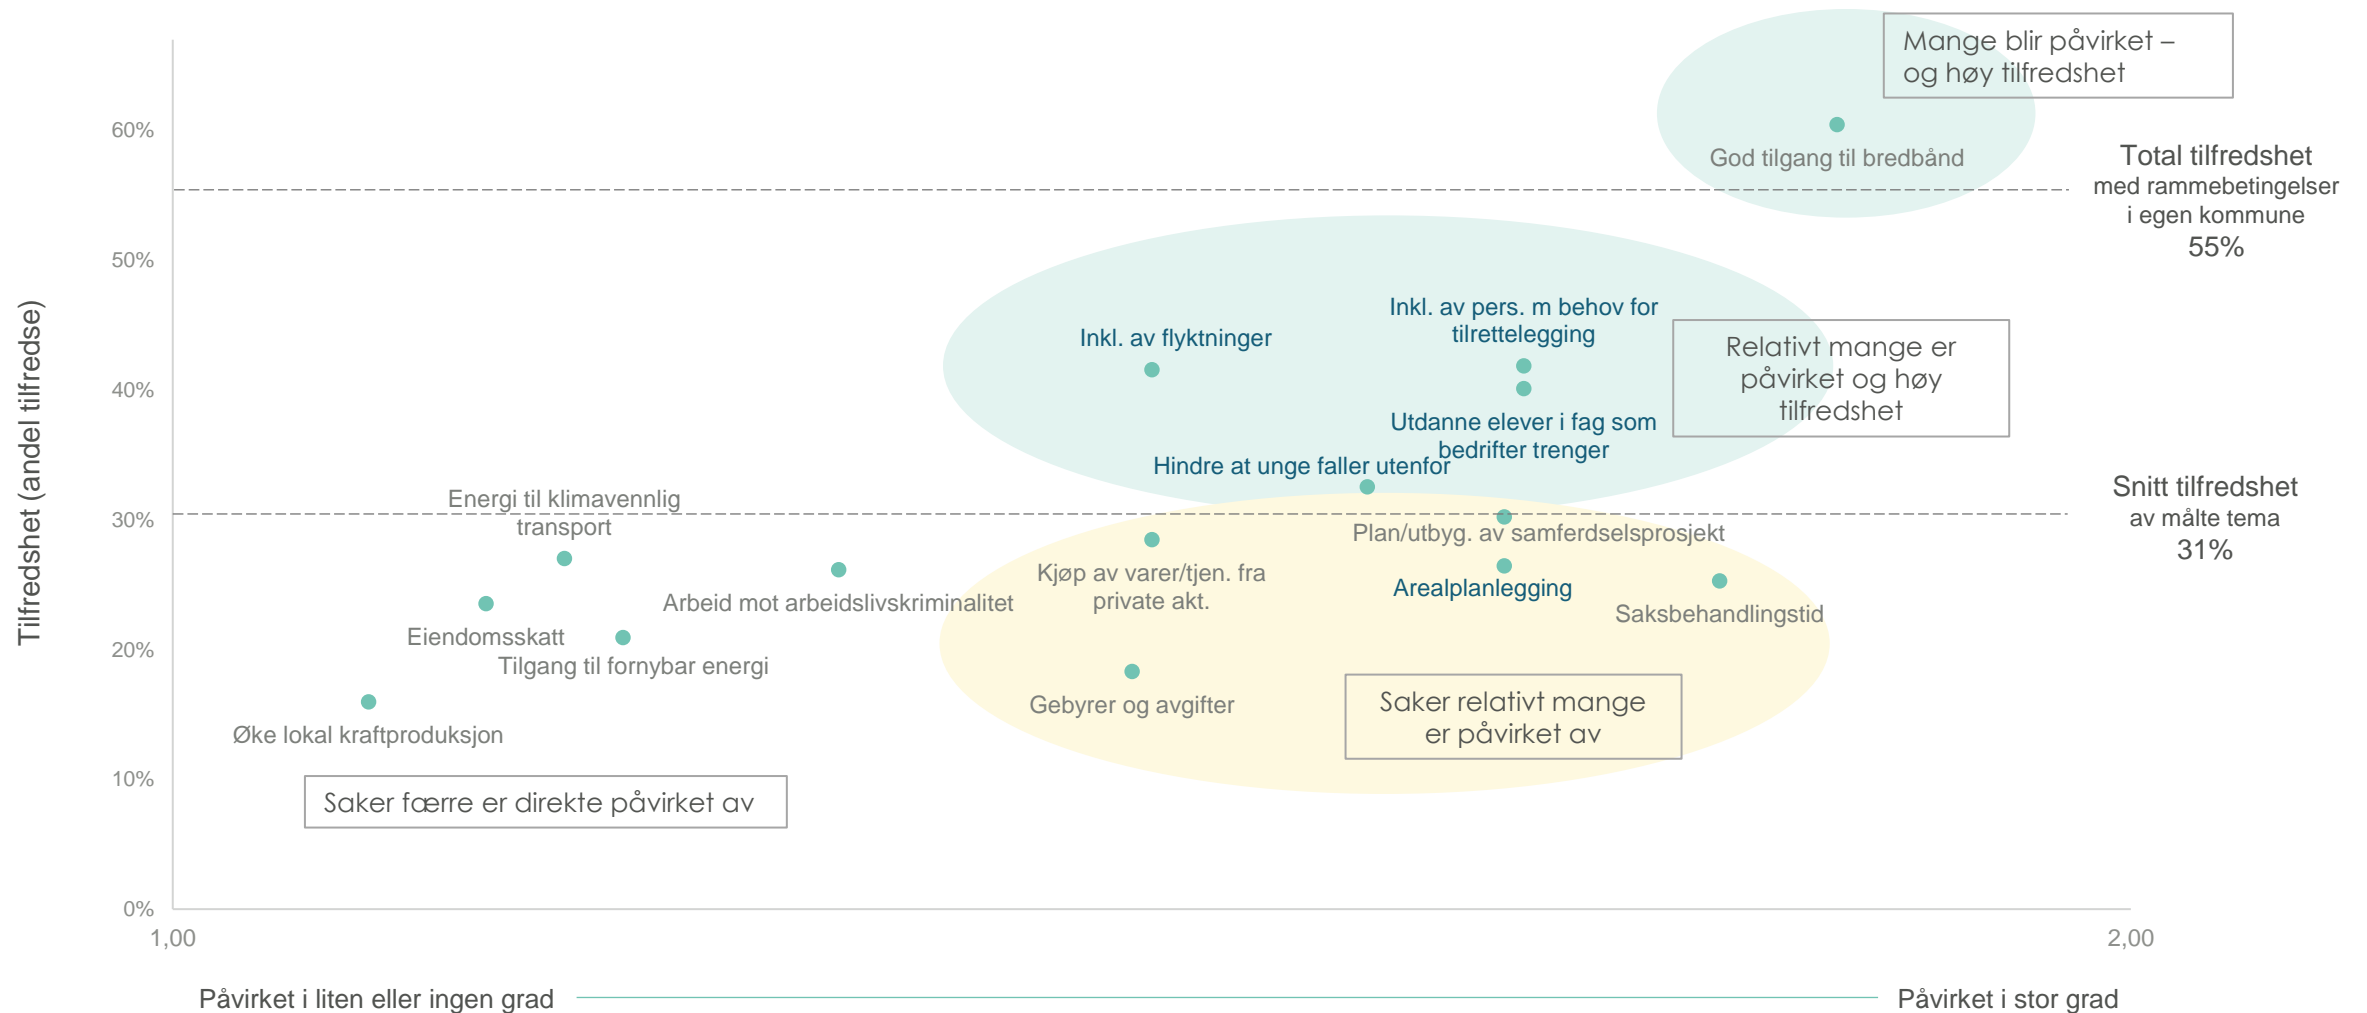 Mange blir påvirket –
og høy tilfredshet
60%
God tilgang til bredbånd
Total tilfredshet
med rammebetingelser
i egen kommune
55%
50%
Tilfredshet (andel tilfredse)
Inkl. av flyktninger
Inkl. av pers. m behov for
tilrettelegging
Relativt mange er
påvirket og høy
tilfredshet
40%
Utdanne elever i fag som
bedrifter trenger
Hindre at unge faller utenfor
Energi til klimavennlig
transport
30%
Snitt tilfredshet
av målte tema
31%
Plan/utbyg. av samferdselsprosjekt
Kjøp av varer/tjen. fra
private akt.
Arealplanlegging
Arbeid mot arbeidslivskriminalitet
Saksbehandlingstid
Eiendomsskatt
20%
Tilgang til fornybar energi
Gebyrer og avgifter
Saker relativt mange
er påvirket av
Øke lokal kraftproduksjon
10%
Saker færre er direkte påvirket av
0%
1,00
2,00
Påvirket i liten eller ingen grad
Påvirket i stor grad